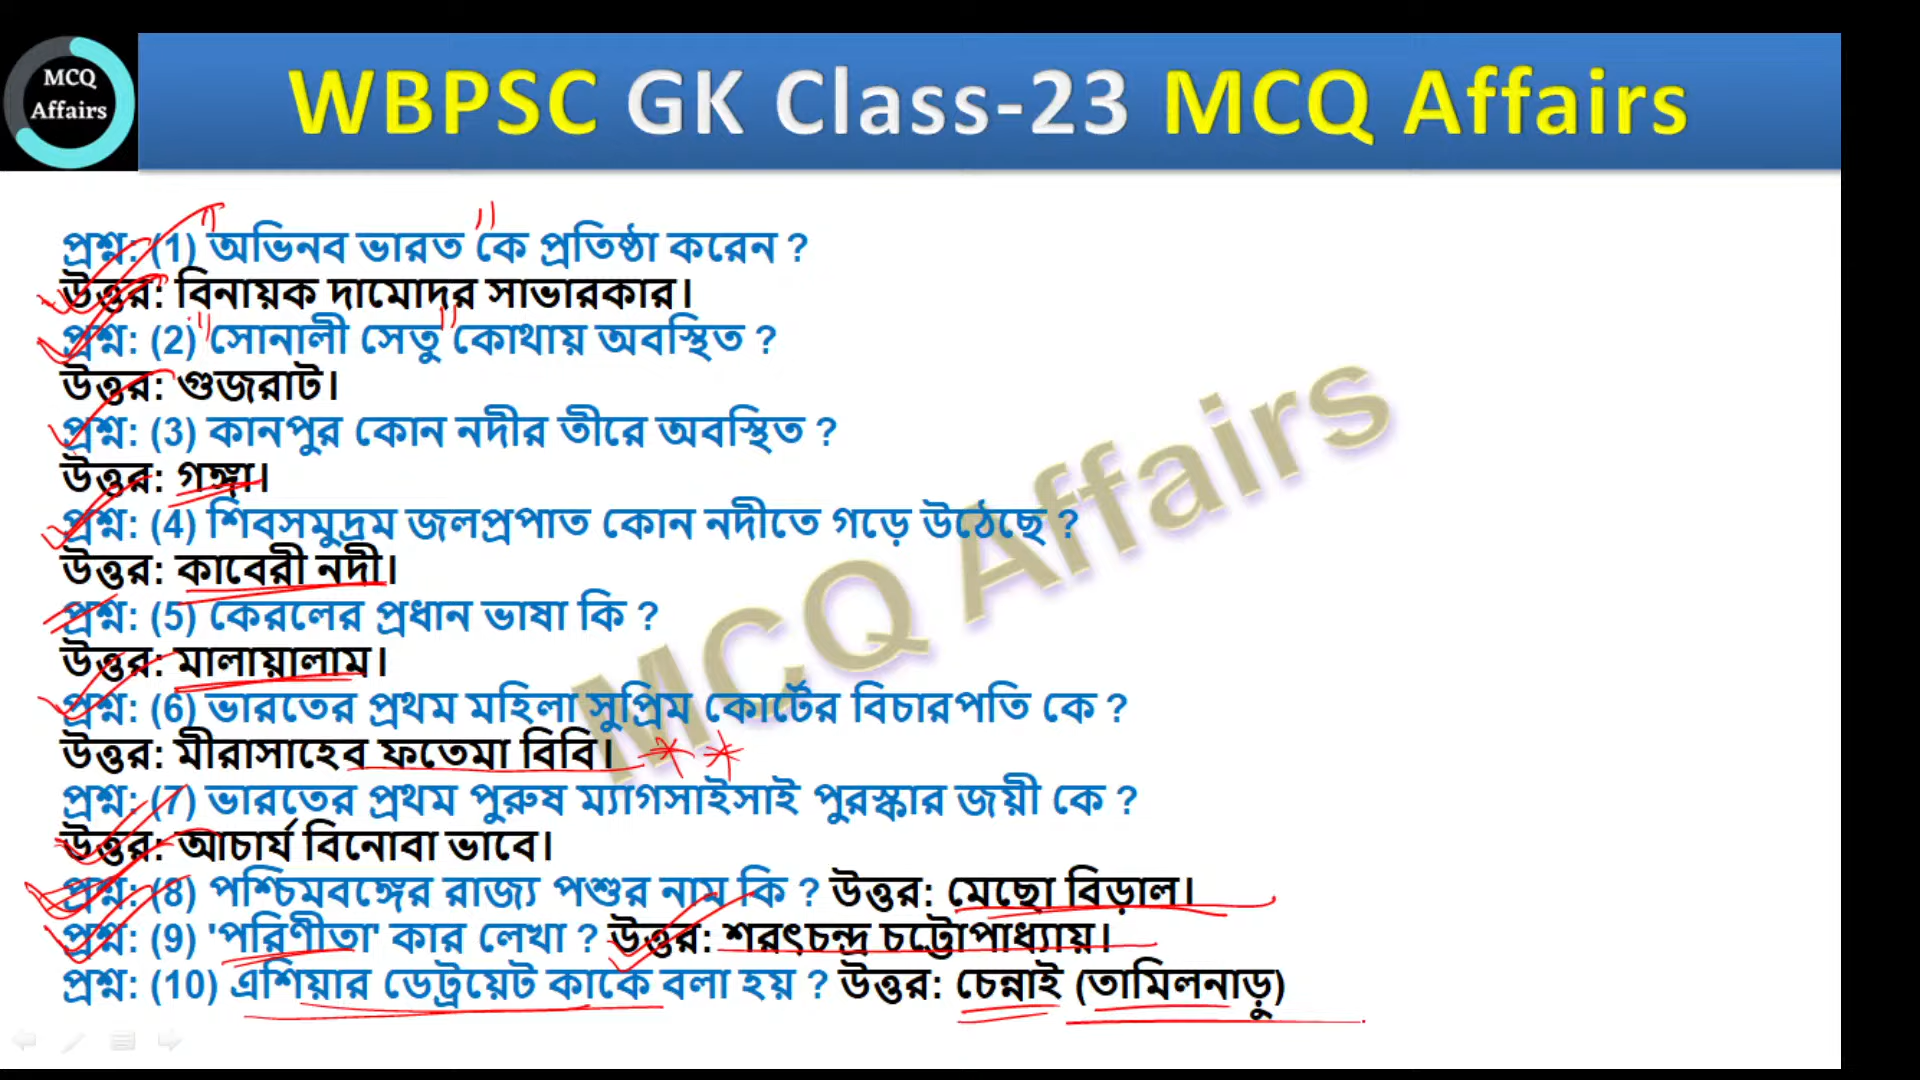 MCQ
Affairs
WBPSC GK Class-23 MCQ Affairs
প্রশ্ন: (1) অভিনব ভারত কে প্রতিষ্ঠা করেন ?
উত্তর: বিনায়ক দামোদর সাভারকার।
প্রশ্ন: (2) সোনালী সেতু কোথায় অবস্থিত ?
উত্তর: গুজরাট।
প্রশ্ন: (3) কানপুর কোন নদীর তীরে অবস্থিত ?
উত্তর: গঙ্গা।
প্রশ্ন: (4) শিবসমুদ্রম জলপ্রপাত কোন নদীতে গড়ে উঠেছে ?
উত্তর: কাবেরী নদী।
প্রশ্ন: (5) কেরলের প্রধান ভাষা কি ?
উত্তর: মালায়ালাম।
প্রশ্ন: (6) ভারতের প্রথম মহিলা সুপ্রিম কোর্টের বিচারপতি কে ?
উত্তর: মীরাসাহেব ফতেমা বিবি।
প্রশ্ন: (7) ভারতের প্রথম পুরুষ ম্যাগসাইসাই পুরস্কার জয়ী কে ?
উত্তর: আচার্য বিনোবা ভাবে।
প্রশ্ন: (8) পশ্চিমবঙ্গের রাজ্য পশুর নাম কি ? উত্তর: মেছো বিড়াল।
প্রশ্ন: (9) 'পরিণীতা' কার লেখা ? উত্তর: শরৎচন্দ্র চট্টোপাধ্যায়।
প্রশ্ন: (10) এশিয়ার ডেট্রয়েট কাকে বলা হয় ? উত্তর: চেন্নাই (তামিলনাড়ু)
MCQ Affairs